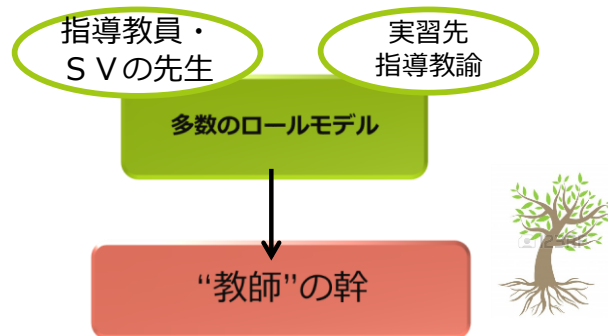 指導教員・
ＳＶの先生
実習先
指導教諭
多数のロールモデル
“教師”の幹